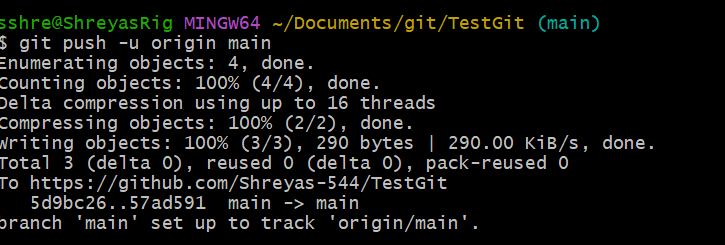 sshre@ShreyasRig MINGW64 ~/Documents/git/TestGit (main)
$ git push -u origin main
Enumerating objects: 4, done.
Counting objects: 100% (4/4), done.
Delta compression using up to 16 threads
Compressing objects: 100% (2/2), done.
Writing objects: 100% (3/3), 290 bytes | 290.00 KiB/s, done.
Total 3 (delta 0), reused 0 (delta 0), pack-reused 0
To https://github.com/Shreyas-544/TestGit
   5d9bc26..57ad591  main -> main
branch 'main' set up to track 'origin/main'.